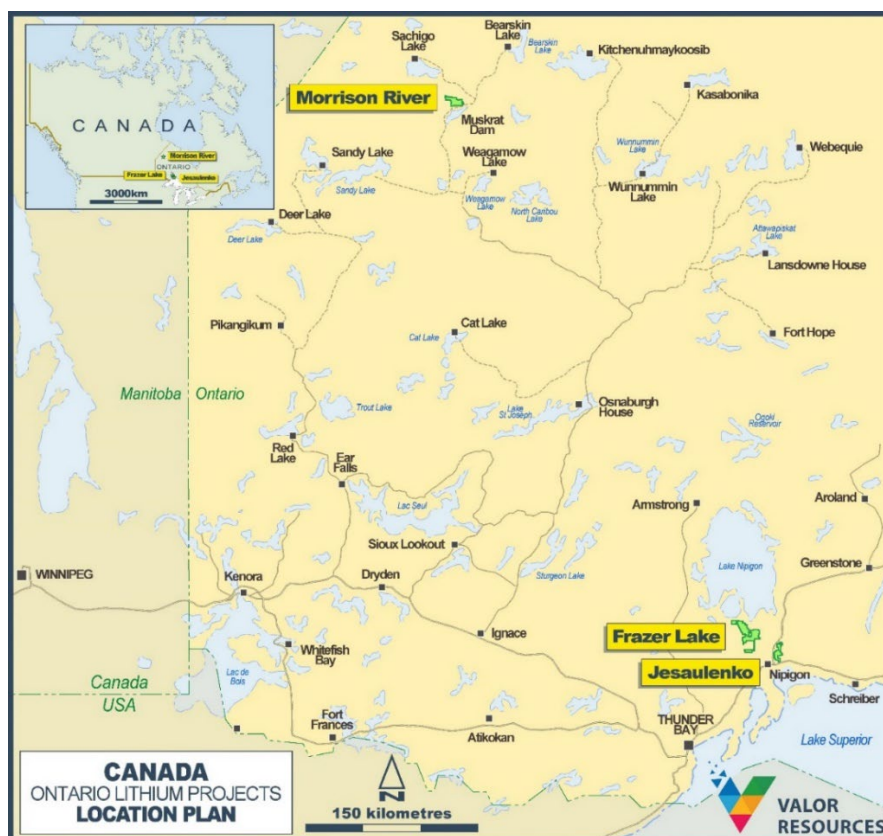 Sachigo
Lake
Bearskin
Lake
Bearskin
Lake
Kitchenuhmaykoosib
Morrison River
Kasabonika
Muskrat
Dam
CANADA
Morrison River
ONTARIO
Frazer Lake
Jesaulenko
3000km
Sandy Lake
Sandy Lake
Weagamow
Lake
Weagamow
Lake
North Caribou
Lake
Wunnummin
Lake
Wunnummin
Lake
Webequie
Deer Lake
Deer Lake
Attawapiskat
Lake
Lansdowne House
Pikangikum
Cat Lake
Cat Lake
Fort Hope
Manitoba
Ontario
Trout Lake
Lake
St Joseph
Osnaburgh
House
Ogoki
Reservoir
Red
Lake
Ear
Falls
Lac Seul
Armstrong
Aroland
Sioux Lookout
Sturgeon Lake
Lake Nipigon
Greenstone
WINNIPEG
Kenora
Dryden
Ignace
Frazer Lake
Jesaulenko
Nipigon
Whitefish
Bay
Lac de
Bois
Canada
USA
Schreiber
Fort
Frances
Atikokan
THUNDER
BAY
Lake Superior
CANADA
ONTARIO LITHIUM PROJECTS
LOCATION PLAN
N
150 kilometres
VALOR
RESOURCES